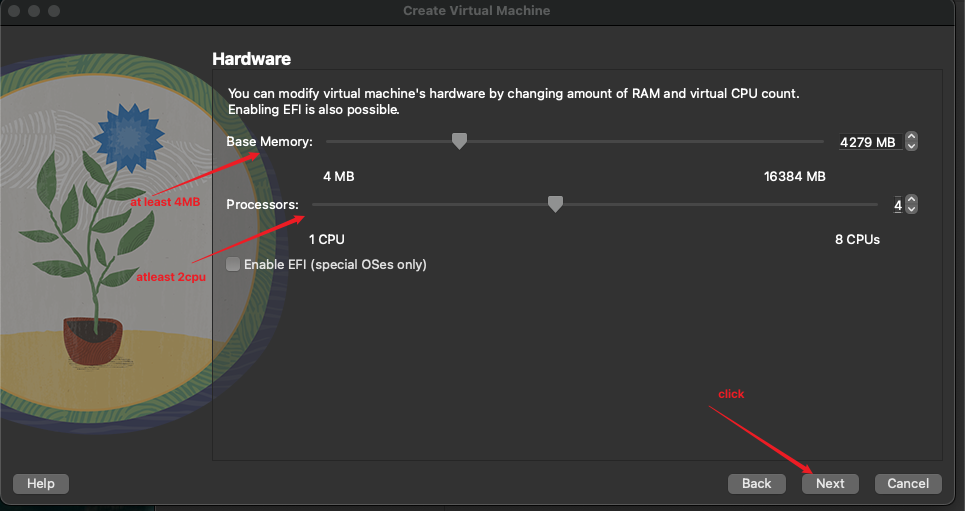 Create Virtual Machine
Hardware
You can modify virtual machine's hardware by changing amount of RAM and virtual CPU count.
Enabling EFI is also possible.
Base Memory:
4279 MB
4 MB
16384 MB
at least 4MB
Processors:
4
1 CPU
8 CPUs
Enable EFI (special OSes only)
atleast 2cpu
click
Help
Back
Next
Cancel